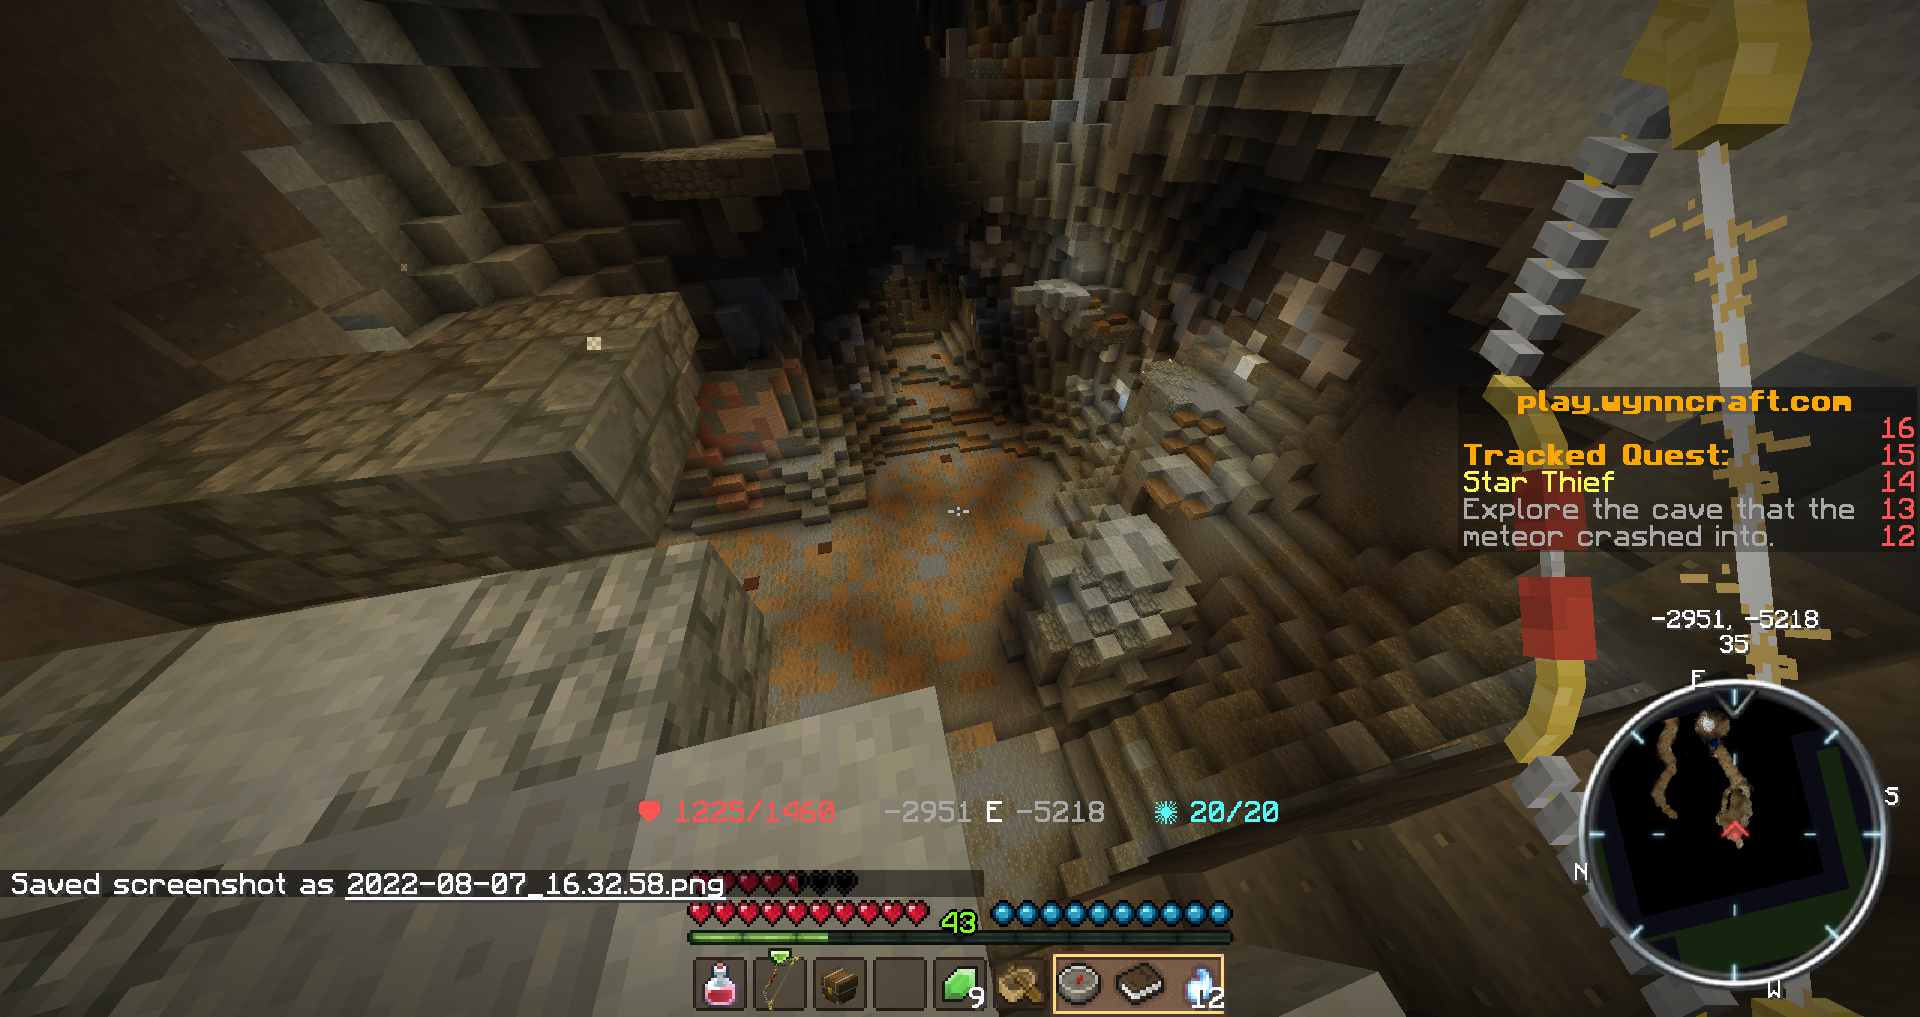 play.wynncraft.com
16
Tracked Quest: 15
Star Thief 14
Explore the cave that the 13
meteor crashed into. 12
-2951, -5218
35
E
S
N
W
1225/1460 -2951 E -5218 20/20
Saved screenshot as 2022-08-07_16.32.58.png
43
9
12